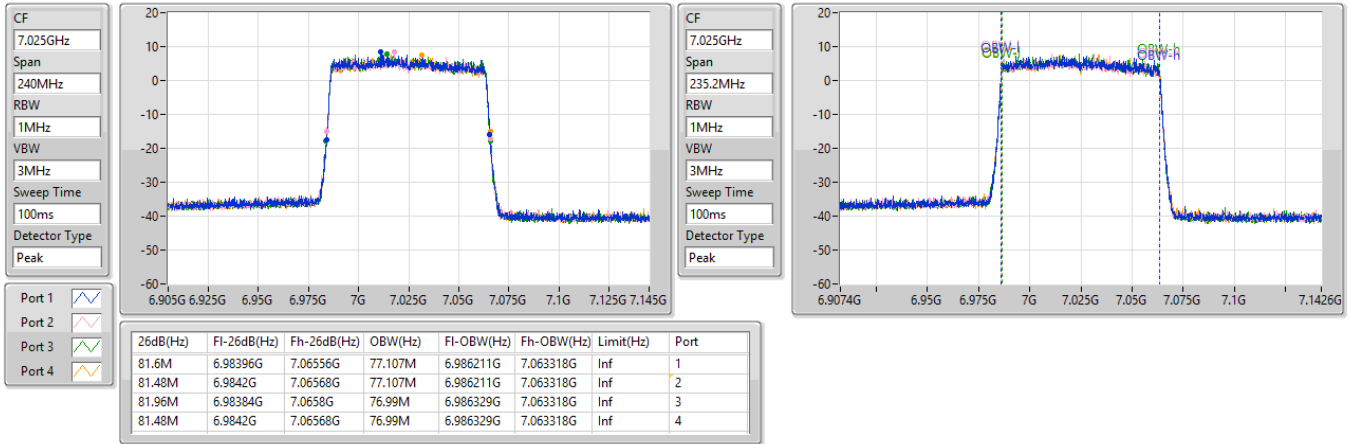 CF
7.025GHz
Span
240MHz
RBW
1MHz
VBW
3MHz
Sweep Time
100ms
Detector Type
Peak
20
10
0
-10
-20
-30
-40
-50
-60
6.905G 6.925G 6.95G 6.975G 7G 7.025G 7.05G 7.075G 7.1G 7.125G 7.145G
CF
7.025GHz
Span
235.2MHz
RBW
1MHz
VBW
3MHz
Sweep Time
100ms
Detector Type
Peak
20
10
0
-10
-20
-30
-40
-50
-60
OBW-l
OBW-h
OBW-h
6.9074G 6.95G 6.975G 7G 7.025G 7.05G 7.075G 7.1G 7.1426G
Port 1
Port 2
Port 3
Port 4
26dB(Hz) Fl-26dB(Hz) Fh-26dB(Hz) OBW(Hz) Fl-OBW(Hz) Fh-OBW(Hz) Limit(Hz) Port
81.6M 6.98396G 7.06556G 77.107M 6.986211G 7.063318G Inf 1
81.48M 6.9842G 7.06568G 77.107M 6.986211G 7.063318G Inf 2
81.96M 6.98384G 7.0658G 76.99M 6.986329G 7.063318G Inf 3
81.48M 6.9842G 7.06568G 76.99M 6.986329G 7.063318G Inf 4